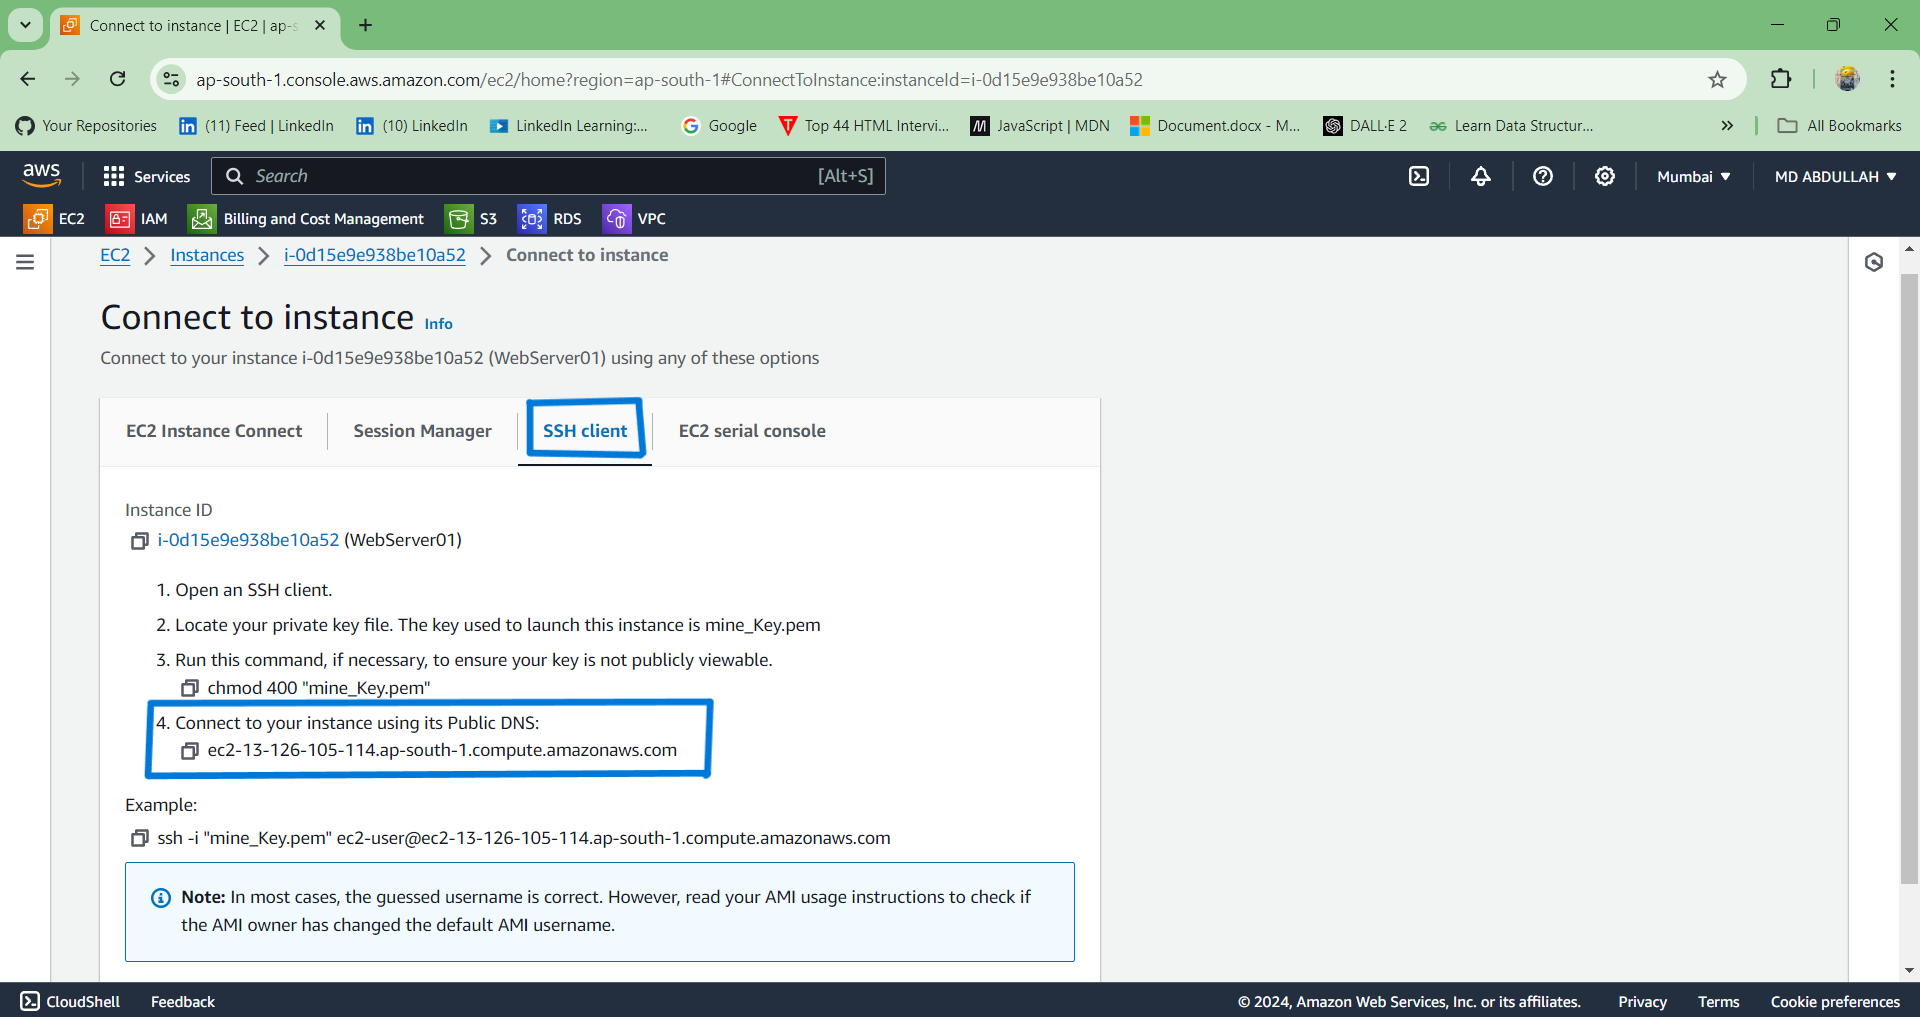 Connect to instance | EC2 | ap-s
ap-south-1.console.aws.amazon.com/ec2/home?region=ap-south-1#ConnectToInstance:instanceId=i-0d15e9e938be10a52
Your Repositories (11) Feed | LinkedIn (10) LinkedIn LinkedIn Learning:... Google Top 44 HTML Intervi... JavaScript | MDN Document.docx - M... DALL·E 2 Learn Data Structur... » All Bookmarks
aws Services Search [Alt+S] Mumbai MD ABDULLAH
EC2 IAM Billing and Cost Management S3 RDS VPC
EC2 Instances i-0d15e9e938be10a52 Connect to instance
Connect to instance Info
Connect to your instance i-0d15e9e938be10a52 (WebServer01) using any of these options
EC2 Instance Connect Session Manager SSH client EC2 serial console
Instance ID
i-0d15e9e938be10a52 (WebServer01)
1. Open an SSH client.
2. Locate your private key file. The key used to launch this instance is mine_Key.pem
3. Run this command, if necessary, to ensure your key is not publicly viewable.
chmod 400 "mine_Key.pem"
4. Connect to your instance using its Public DNS:
ec2-13-126-105-114.ap-south-1.compute.amazonaws.com
Example:
ssh -i "mine_Key.pem" ec2-user@ec2-13-126-105-114.ap-south-1.compute.amazonaws.com
Note: In most cases, the guessed username is correct. However, read your AMI usage instructions to check if
the AMI owner has changed the default AMI username.
CloudShell Feedback © 2024, Amazon Web Services, Inc. or its affiliates. Privacy Terms Cookie preferences